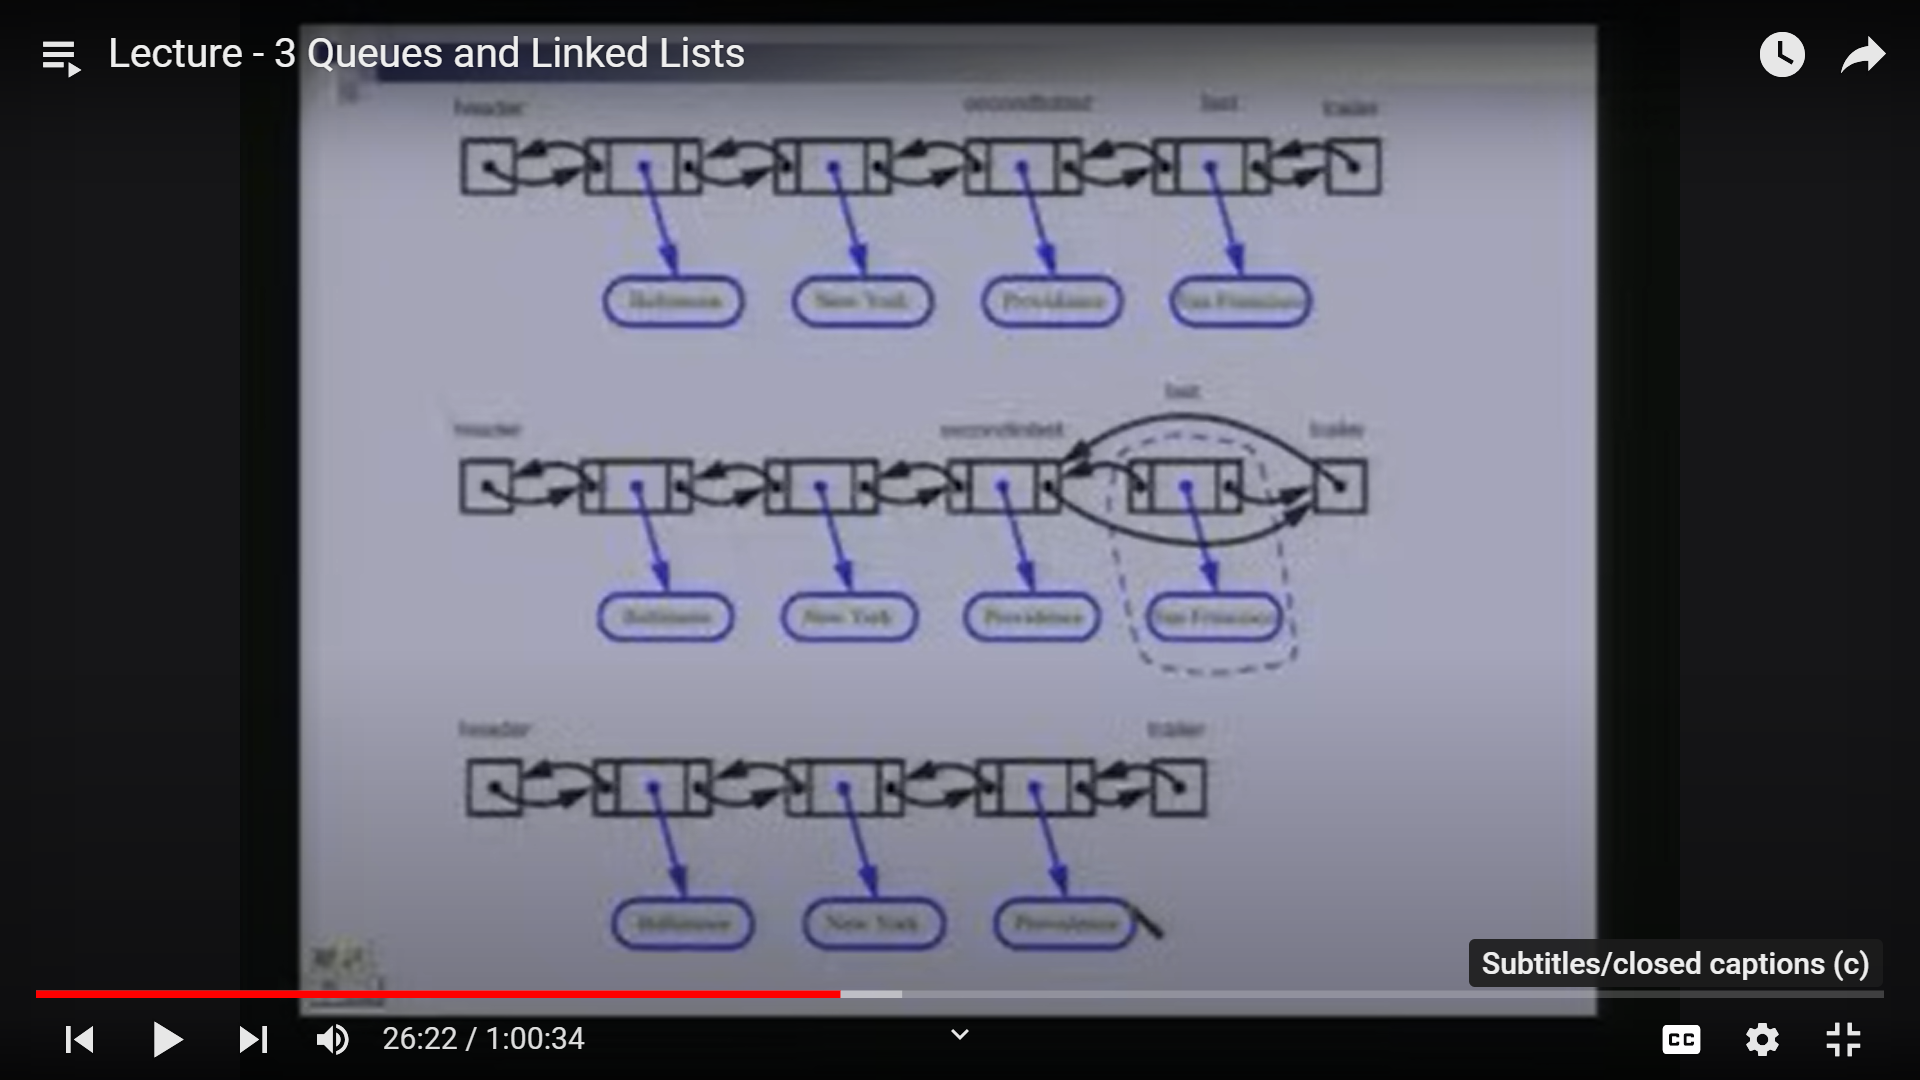 Lecture - 3 Queues and Linked Lists
header secondtolast last trailer
Baltimore New York Providence San Francisco
last
header secondtolast trailer
Baltimore New York Providence San Francisco
header trailer
Baltimore New York Providence
Subtitles/closed captions (c)
26:22 / 1:00:34
CC